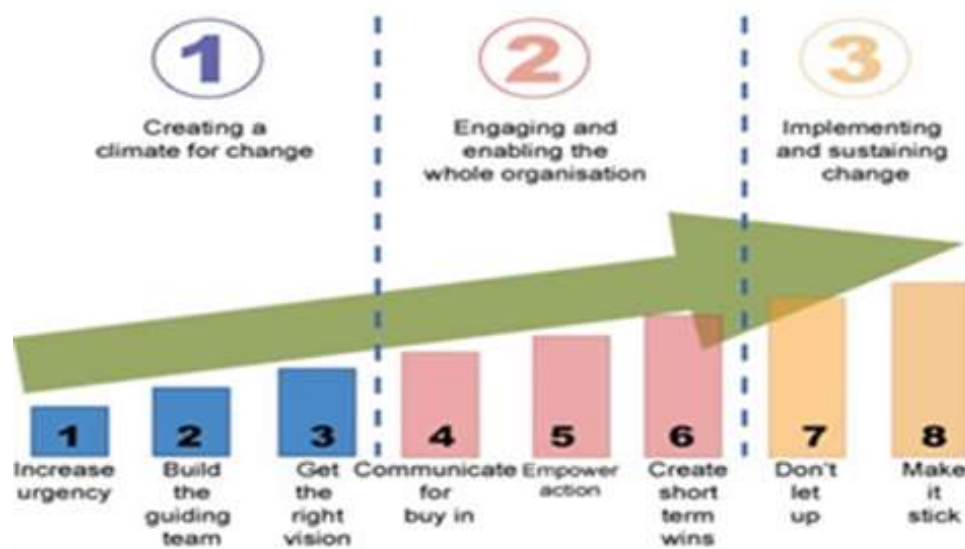 1
Creating a
climate for change
2
Engaging and
enabling the
whole organisation
3
Implementing
and sustaining
change
1
Increase
urgency
2
Build
the
guiding
team
3
Get
the
right
vision
4
Communicate
for
buy in
5
Empower
action
6
Create
short
term
wins
7
Don't
let
up
8
Make
it
stick